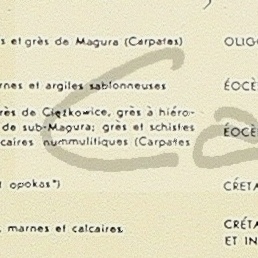 s et grès de Magura (Carpates) OLIGO
rnes et argiles sablonneuses ÉOCÈ
rès de Ciężkowice, grès à hiéro-
de sub-Magura; grès et schistes ÉOCÈ
caires nummulitiques (Carpates
t opokas") CRÉTA
, marnes et calcaires CRÉTA
ET IN